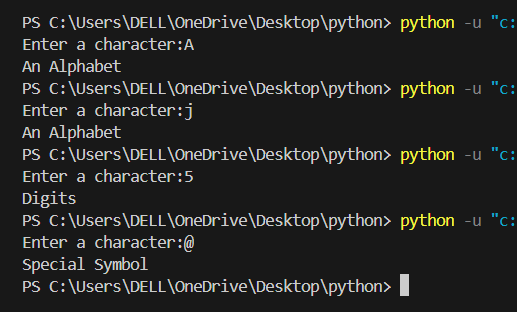 PS C:\Users\DELL\OneDrive\Desktop\python> python -u "c:
Enter a character:A
An Alphabet
PS C:\Users\DELL\OneDrive\Desktop\python> python -u "c:
Enter a character:j
An Alphabet
PS C:\Users\DELL\OneDrive\Desktop\python> python -u "c:
Enter a character:5
Digits
PS C:\Users\DELL\OneDrive\Desktop\python> python -u "c:
Enter a character:@
Special Symbol
PS C:\Users\DELL\OneDrive\Desktop\python>